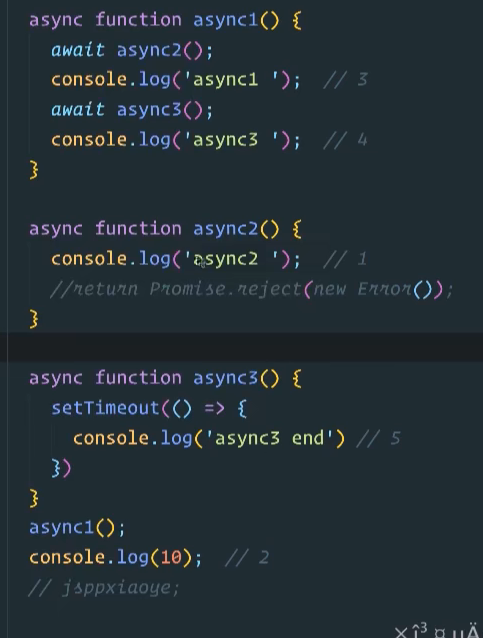 async function async1() {
await async2();
console.log('async1 '); // 3
await async3();
console.log('async3 '); // 4
}
async function async2() {
console.log('async2 '); // 1
//return Promise.reject(new Error());
}
async function async3() {
setTimeout(() => {
console.log('async3 end') // 5
})
}
async1();
console.log(10); // 2
// jsppxiaoye;